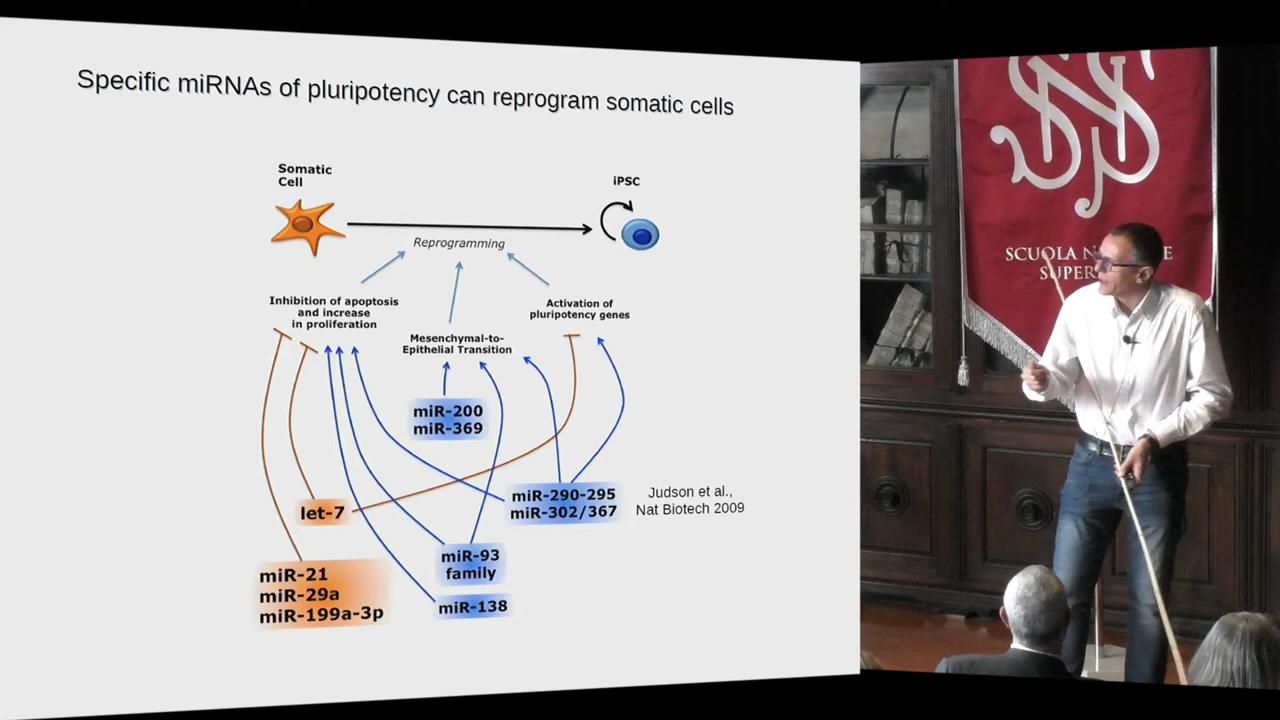 Specific miRNAs of pluripotency can reprogram somatic cells
Somatic
Cell
iPSC
Reprogramming
Inhibition of apoptosis
and increase
in proliferation
Activation of
pluripotency genes
Mesenchymal-to-
Epithelial Transition
miR-200
miR-369
let-7
miR-290-295
miR-302/367
Judson et al.,
Nat Biotech 2009
miR-93
family
miR-21
miR-29a
miR-199a-3p
miR-138
SNS
SCUOLA